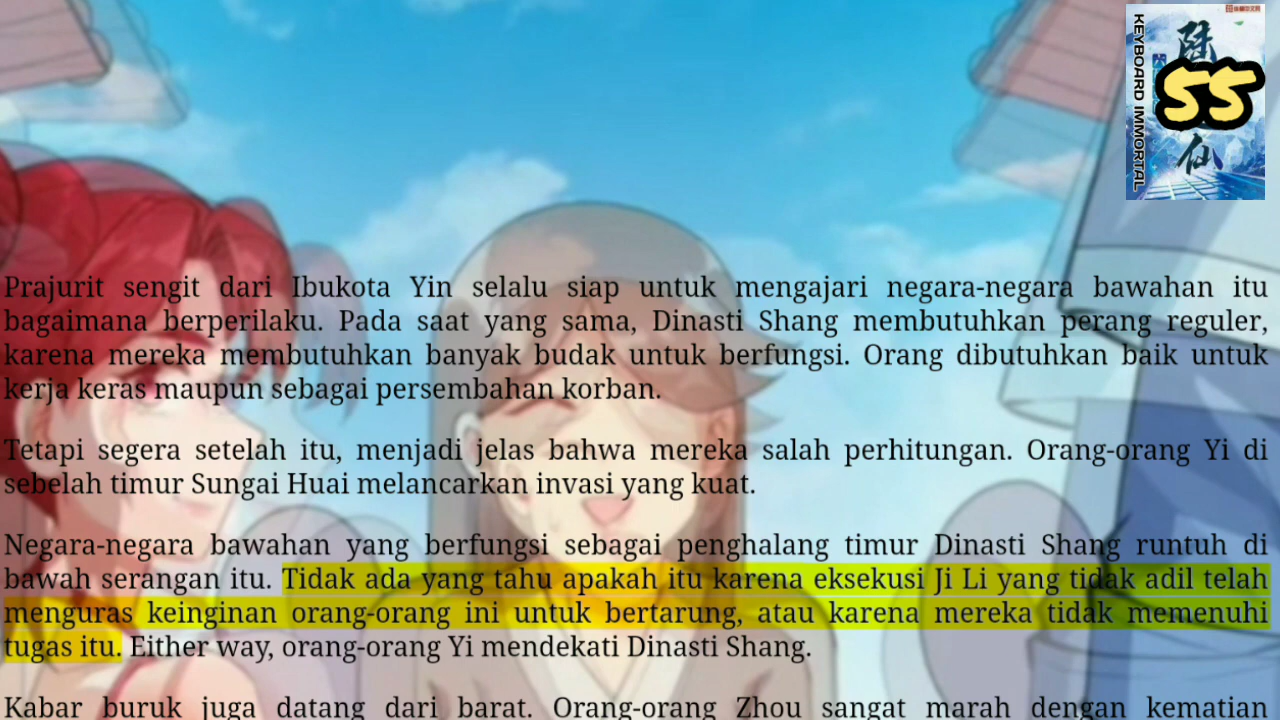 KEYBOARD IMMORTAL
陆
55
仙
Prajurit sengit dari Ibukota Yin selalu siap untuk mengajari negara-negara bawahan itu
bagaimana berperilaku. Pada saat yang sama, Dinasti Shang membutuhkan perang reguler,
karena mereka membutuhkan banyak budak untuk berfungsi. Orang dibutuhkan baik untuk
kerja keras maupun sebagai persembahan korban.
Tetapi segera setelah itu, menjadi jelas bahwa mereka salah perhitungan. Orang-orang Yi di
sebelah timur Sungai Huai melancarkan invasi yang kuat.
Negara-negara bawahan yang berfungsi sebagai penghalang timur Dinasti Shang runtuh di
bawah serangan itu. Tidak ada yang tahu apakah itu karena eksekusi Ji Li yang tidak adil telah
menguras keinginan orang-orang ini untuk bertarung, atau karena mereka tidak memenuhi
tugas itu. Either way, orang-orang Yi mendekati Dinasti Shang.
Kabar buruk juga datang dari barat. Orang-orang Zhou sangat marah dengan kematian